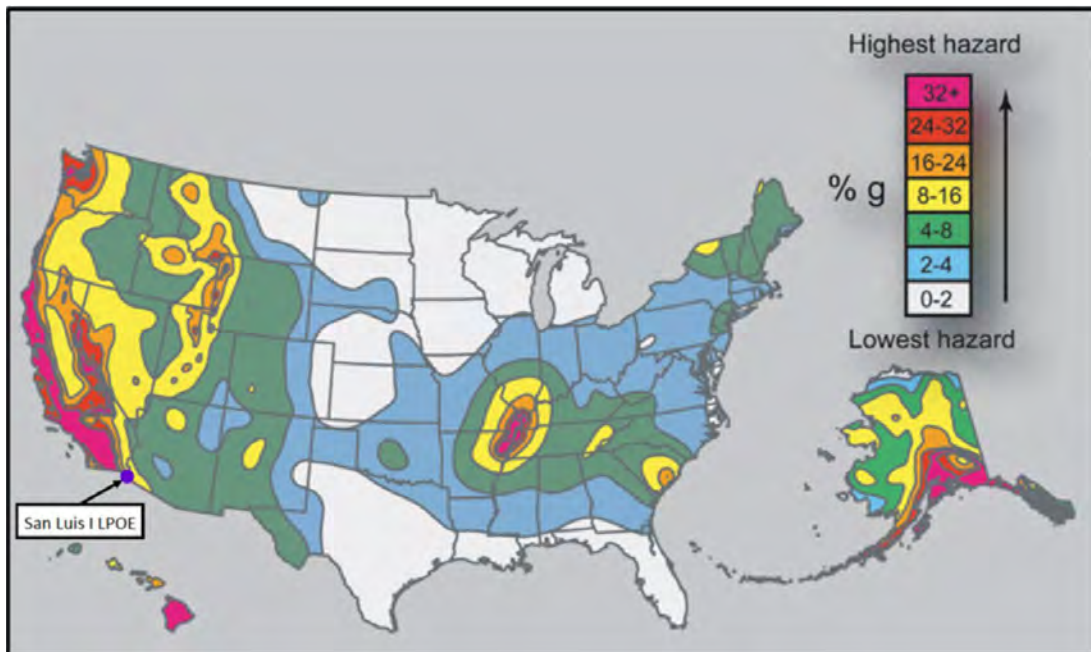 Highest hazard
32+
24-32
16-24
% g
8-16
4-8
2-4
0-2
Lowest hazard
San Luis I LPOE